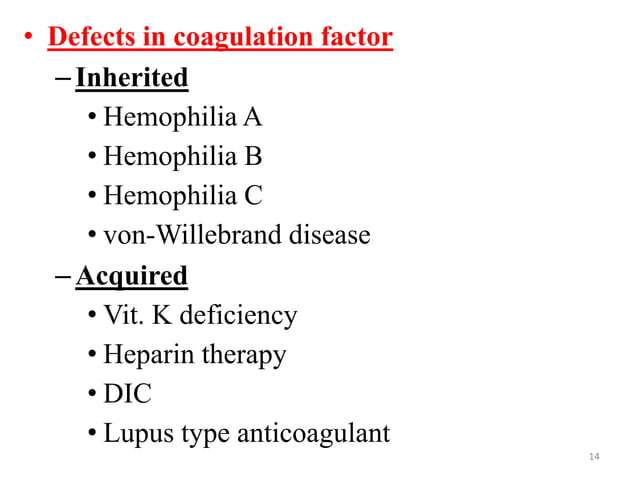 • Defects in coagulation factor
– Inherited
• Hemophilia A
• Hemophilia B
• Hemophilia C
• von-Willebrand disease
– Acquired
• Vit. K deficiency
• Heparin therapy
• DIC
• Lupus type anticoagulant
14